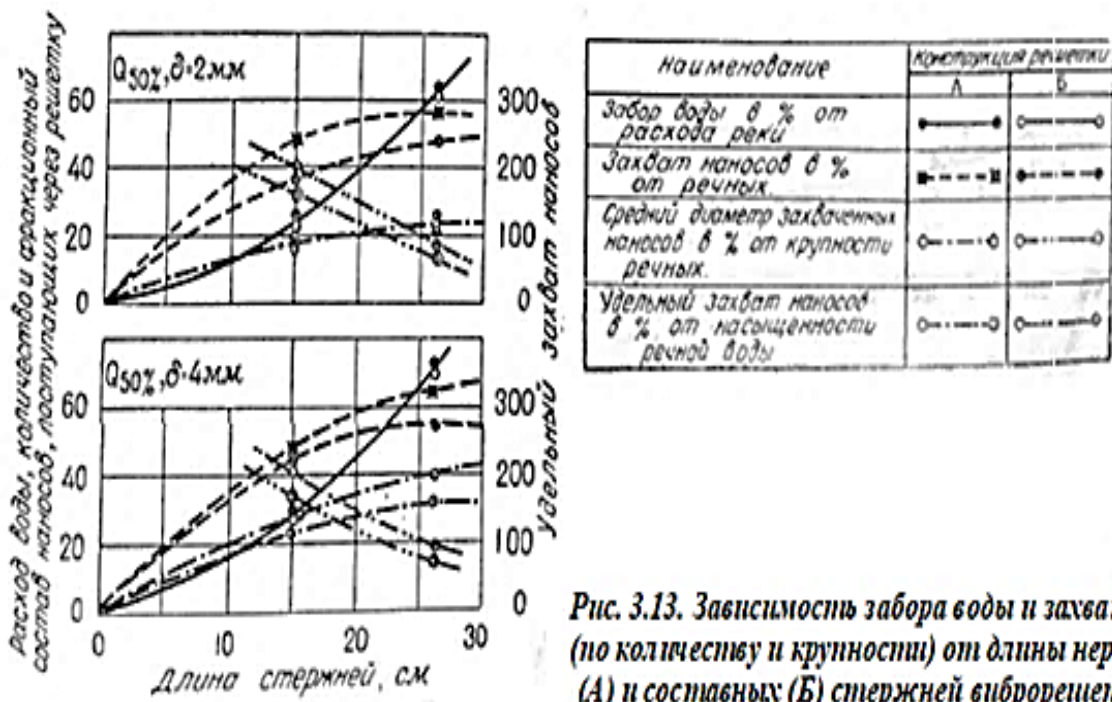 Расход воды, количество и фракционный
состав наносов, поступающих через решетку
Q50%, δ=2мм
60
40
20
0
300
200
100
0
Q50%, δ=4мм
60
40
20
0
300
200
100
0
Удельный захват наносов
0 10 20 30
Длина стержней, см
Наименование
Конструкция решетки
А Б
Забор воды в % от
расхода реки
Захват наносов в %
от речных.
Средний диаметр захваченных
наносов в % от крупности
речных.
Удельный захват наносов
в % от насыщенности
речной воды
Рис. 3.13. Зависимость забора воды и захват
(по количеству и крупности) от длины нер
(А) и составных (Б) стержней виброрешет